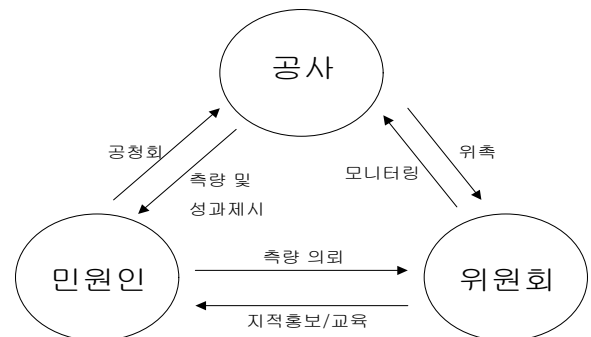 공사
공청회
측량 및
성과제시
모니터링
위촉
민원인
측량 의뢰
위원회
지적홍보/교육